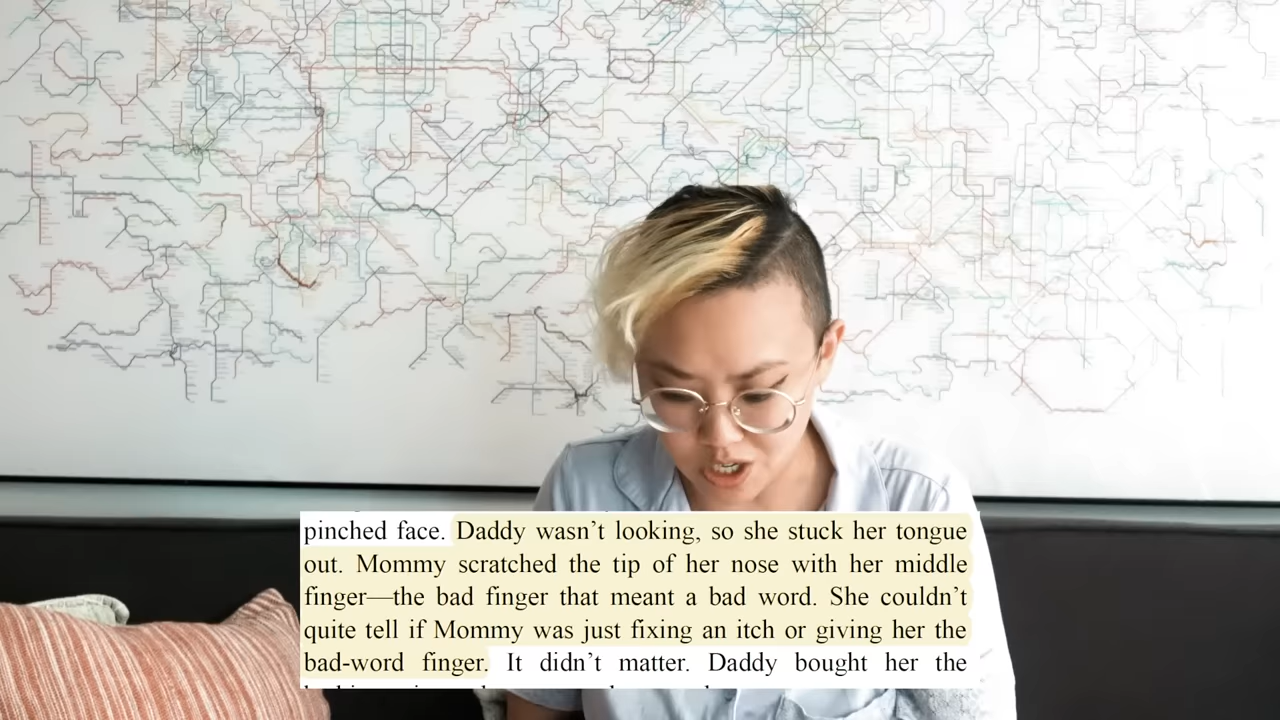 pinched face. Daddy wasn’t looking, so she stuck her tongue
out. Mommy scratched the tip of her nose with her middle
finger—the bad finger that meant a bad word. She couldn’t
quite tell if Mommy was just fixing an itch or giving her the
bad-word finger. It didn’t matter. Daddy bought her the